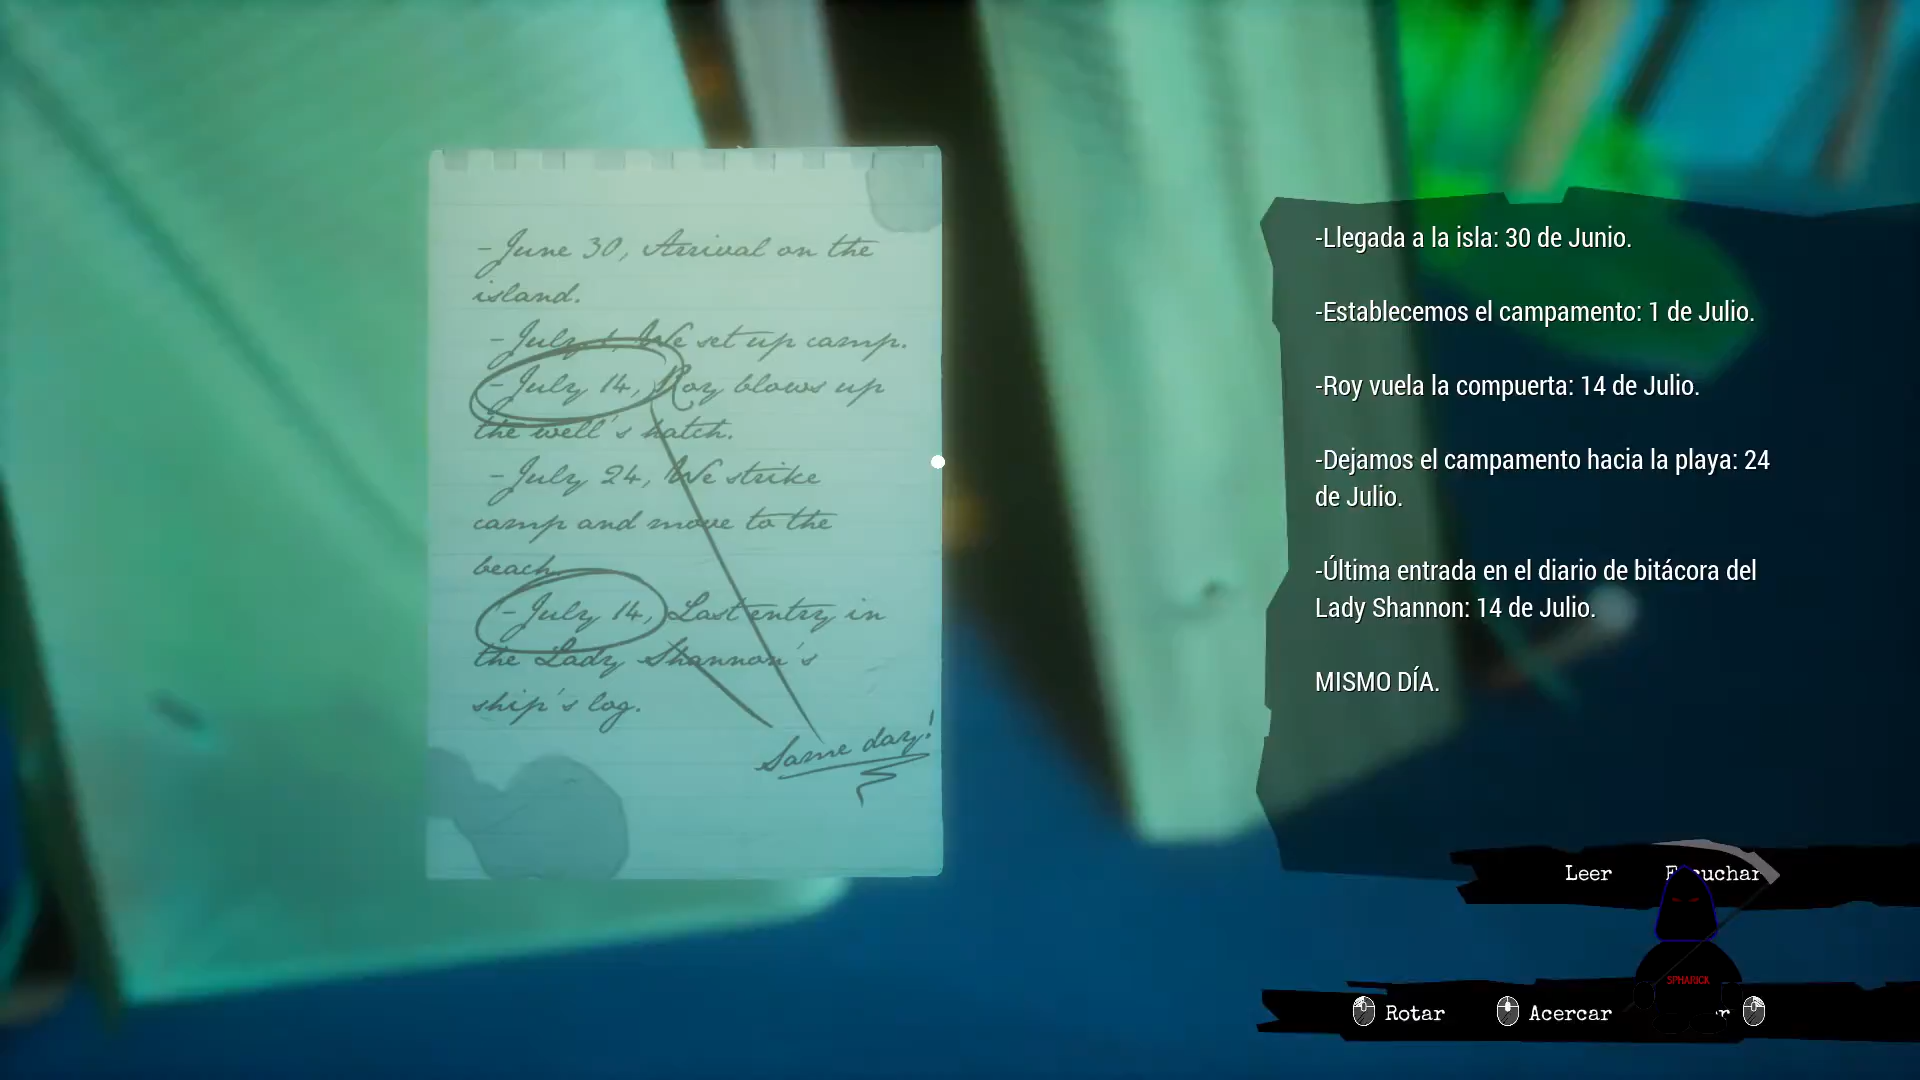 - June 30, Arrival on the
island.
- July 1, We set up camp.
- July 14, Roy blows up
the well's hatch.
- July 24, We strike
camp and move to the
beach.
- July 14, Last entry in
the Lady Shannon's
ship's log.
Same day!
-Llegada a la isla: 30 de Junio.
-Establecemos el campamento: 1 de Julio.
-Roy vuela la compuerta: 14 de Julio.
-Dejamos el campamento hacia la playa: 24
de Julio.
-Última entrada en el diario de bitácora del
Lady Shannon: 14 de Julio.
MISMO DÍA.
Leer Escuchar
SPHARICK
Rotar Acercar